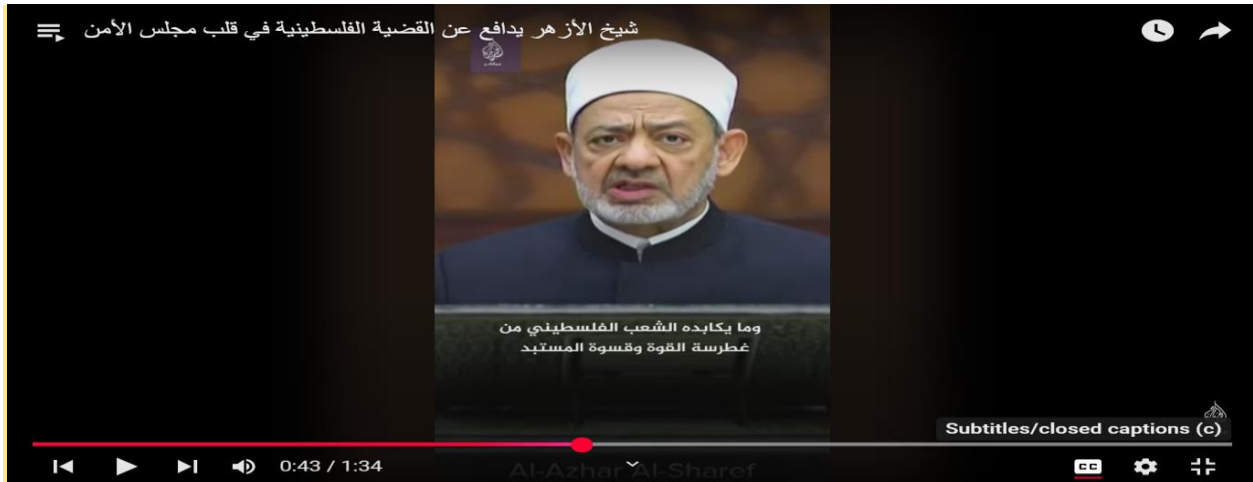 شيخ الأزهر يدافع عن القضية الفلسطينية في قلب مجلس الأمن
وما يكابده الشعب الفلسطيني من
غطرسة القوة وقسوة المستبد
Subtitles/closed captions (c)
0:43 / 1:34
Al-Azhar Al-Sharef
CC